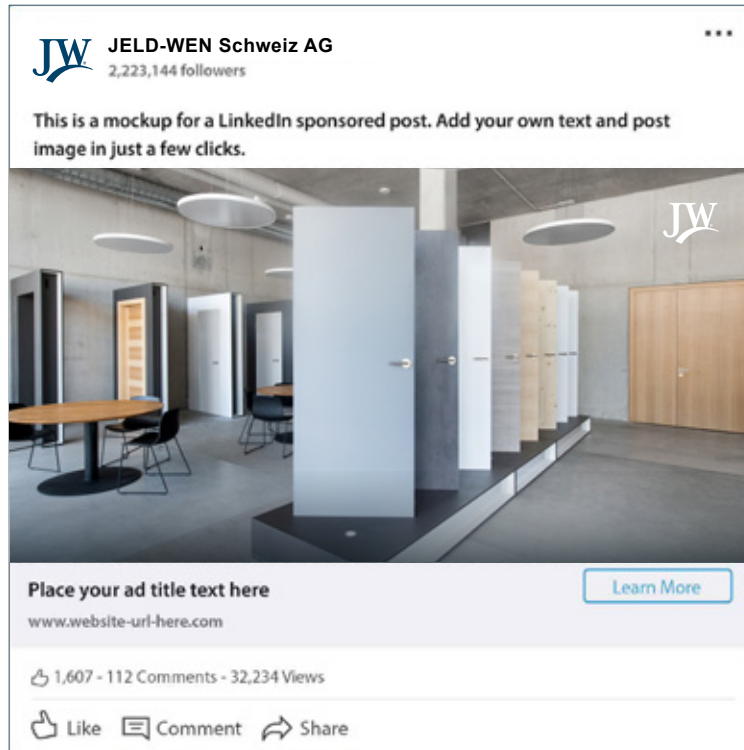 JW JELD-WEN Schweiz AG
2,223,144 followers
This is a mockup for a LinkedIn sponsored post. Add your own text and post
image in just a few clicks.
JW
Place your ad title text here
Learn More
www.website-url-here.com
1,607 - 112 Comments - 32,234 Views
Like Comment Share